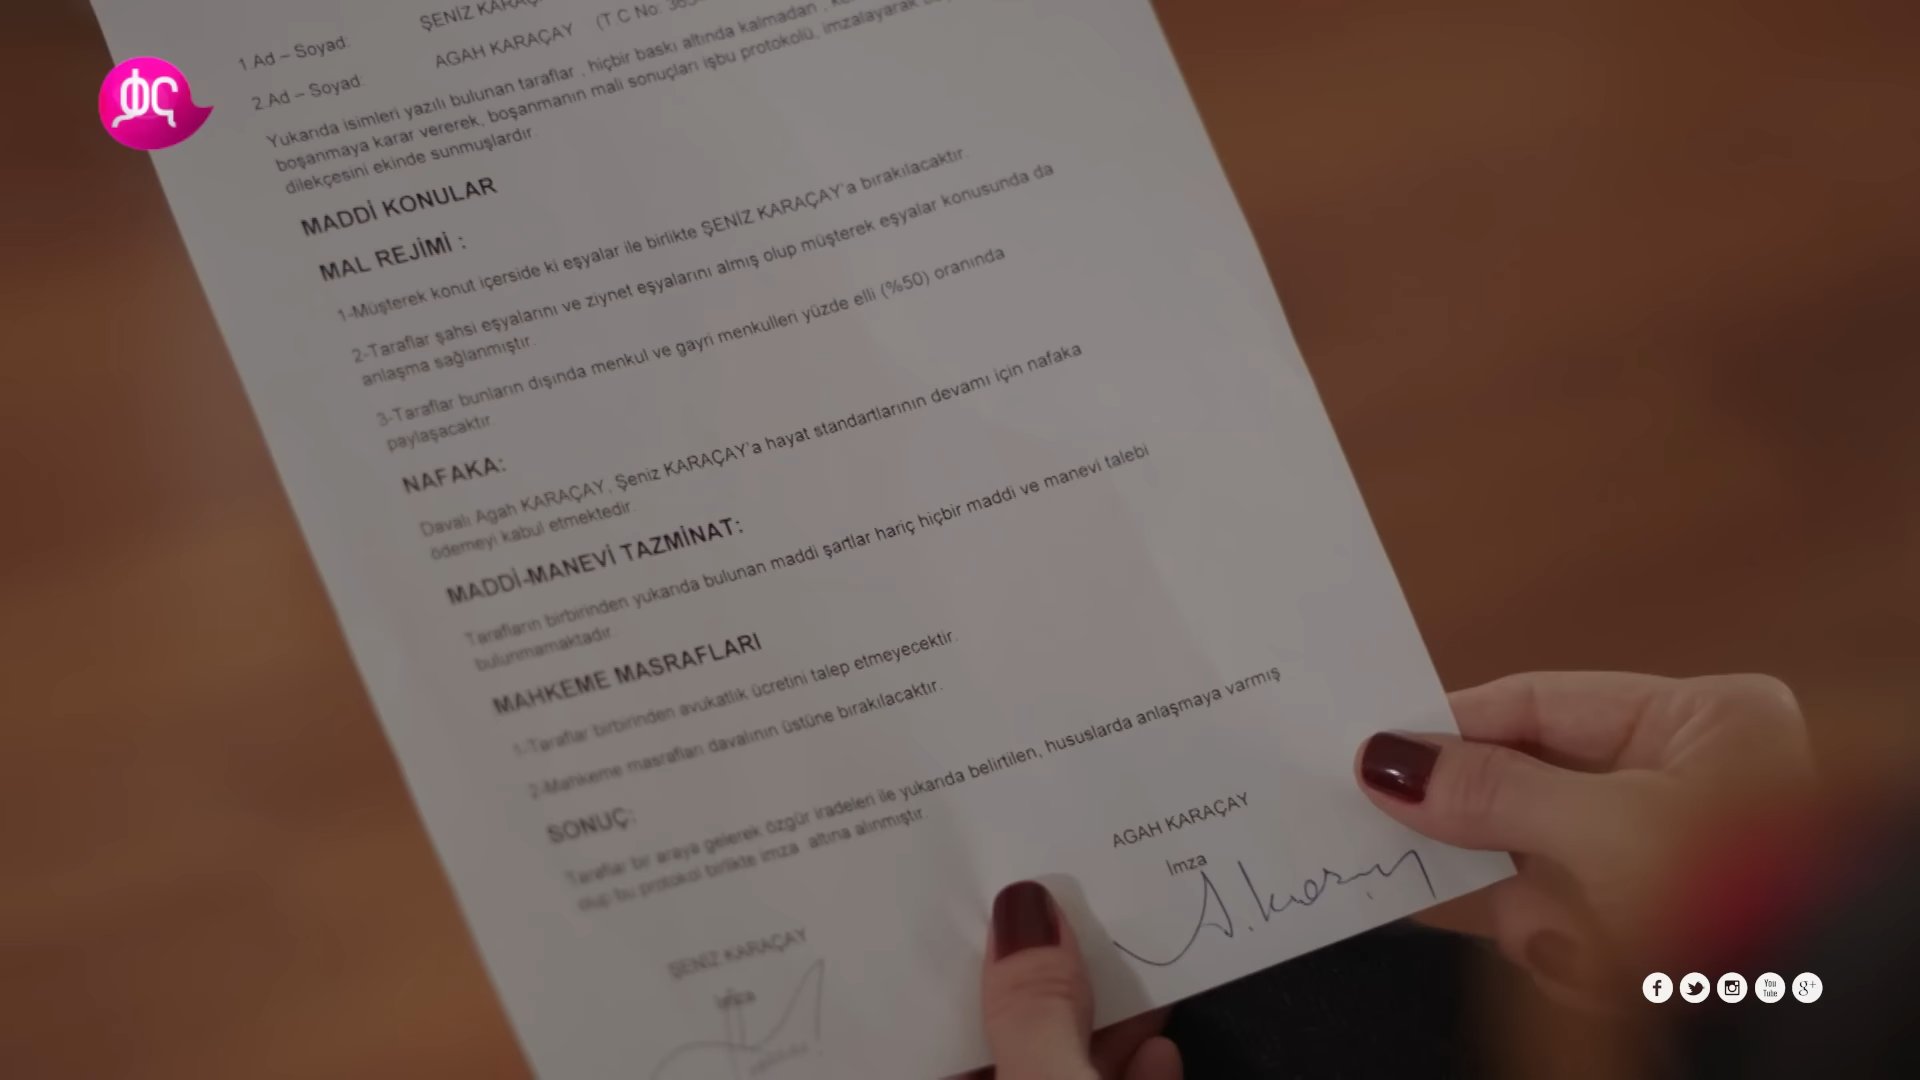 ቃና
1.Ad – Soyad: ŞENİZ KARAÇAY
2.Ad – Soyad: AGAH KARAÇAY (T C No:
Yukarıda isimleri yazılı bulunan taraflar , hiçbir baskı altında kalmadan ,
boşanmaya karar vererek, boşanmanın mali sonuçları işbu protokolü, imzalayarak
dilekçesini ekinde sunmuşlardır.
MADDİ KONULAR
MAL REJİMİ :
1-Müşterek konut içerside ki eşyalar ile birlikte ŞENİZ KARAÇAY'a bırakılacaktır.
2-Taraflar şahsi eşyalarını ve ziynet eşyalarını almış olup müşterek eşyalar konusunda da
anlaşma sağlanmıştır.
3-Taraflar bunların dışında menkul ve gayri menkulleri yüzde elli (%50) oranında
paylaşacaktır.
NAFAKA:
Davalı Agah KARAÇAY, Şeniz KARAÇAY'a hayat standartlarının devamı için nafaka
ödemeyi kabul etmektedir.
MADDİ-MANEVİ TAZMİNAT:
Tarafların birbirinden yukarıda bulunan maddi şartlar hariç hiçbir maddi ve manevi talebi
bulunmamaktadır.
MAHKEME MASRAFLARI
1-Taraflar birbirinden avukatlık ücretini talep etmeyecektir.
2-Mahkeme masrafları davalının üstüne bırakılacaktır.
SONUÇ:
Taraflar bir araya gelerek özgür iradeleri ile yukarıda belirtilen, hususlarda anlaşmaya varmış
olup bu protokol birlikte imza altına alınmıştır.
AGAH KARAÇAY
İmza
A.Karaçay
ŞENİZ KARAÇAY
İmza
f You Tube g+